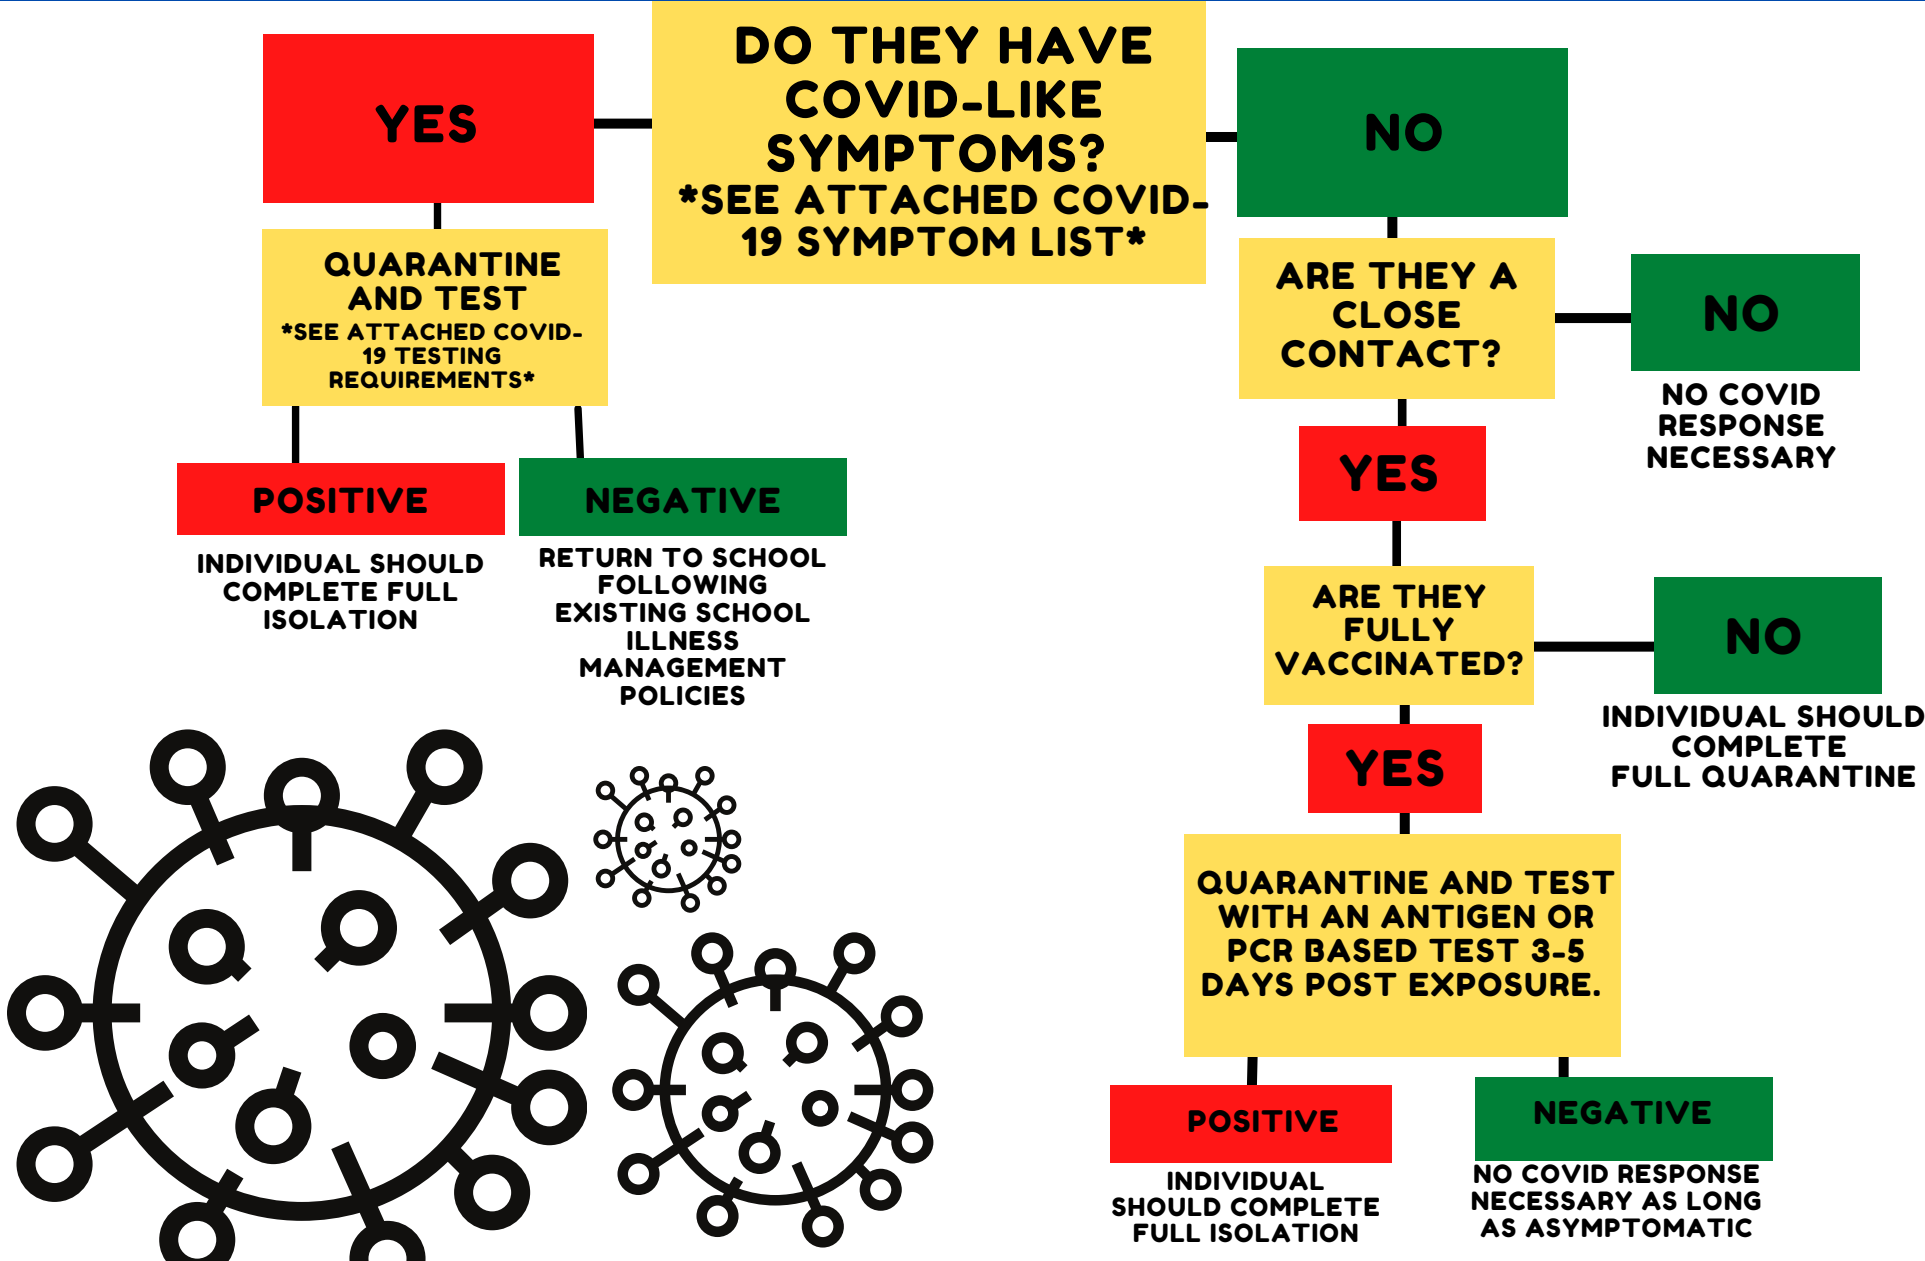 DO THEY HAVE
COVID-LIKE
SYMPTOMS?
*SEE ATTACHED COVID-
19 SYMPTOM LIST*
YES
QUARANTINE
AND TEST
*SEE ATTACHED COVID-
19 TESTING
REQUIREMENTS*
POSITIVE
INDIVIDUAL SHOULD
COMPLETE FULL
ISOLATION
NEGATIVE
RETURN TO SCHOOL
FOLLOWING
EXISTING SCHOOL
ILLNESS
MANAGEMENT
POLICIES
NO
ARE THEY A
CLOSE
CONTACT?
NO
NO COVID
RESPONSE
NECESSARY
YES
ARE THEY
FULLY
VACCINATED?
NO
INDIVIDUAL SHOULD
COMPLETE
FULL QUARANTINE
YES
QUARANTINE AND TEST
WITH AN ANTIGEN OR
PCR BASED TEST 3-5
DAYS POST EXPOSURE.
POSITIVE
INDIVIDUAL
SHOULD COMPLETE
FULL ISOLATION
NEGATIVE
NO COVID RESPONSE
NECESSARY AS LONG
AS ASYMPTOMATIC